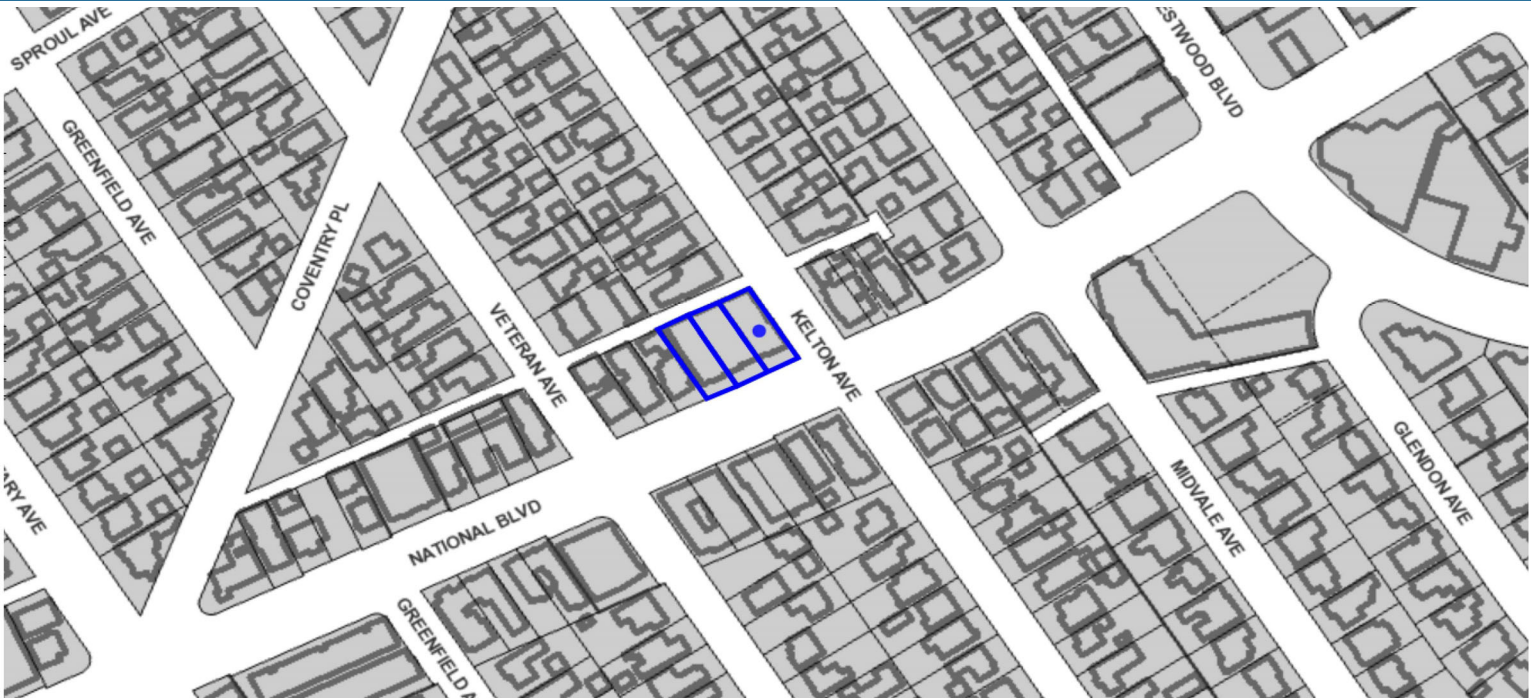 SPROUL AVE
GREENFIELD AVE
COVENTRY PL
VETERAN AVE
KELTON AVE
ESTWOOD BLVD
NATIONAL BLVD
MIDVALE AVE
GLENDON AVE
ARY AVE
GREENFIELD A